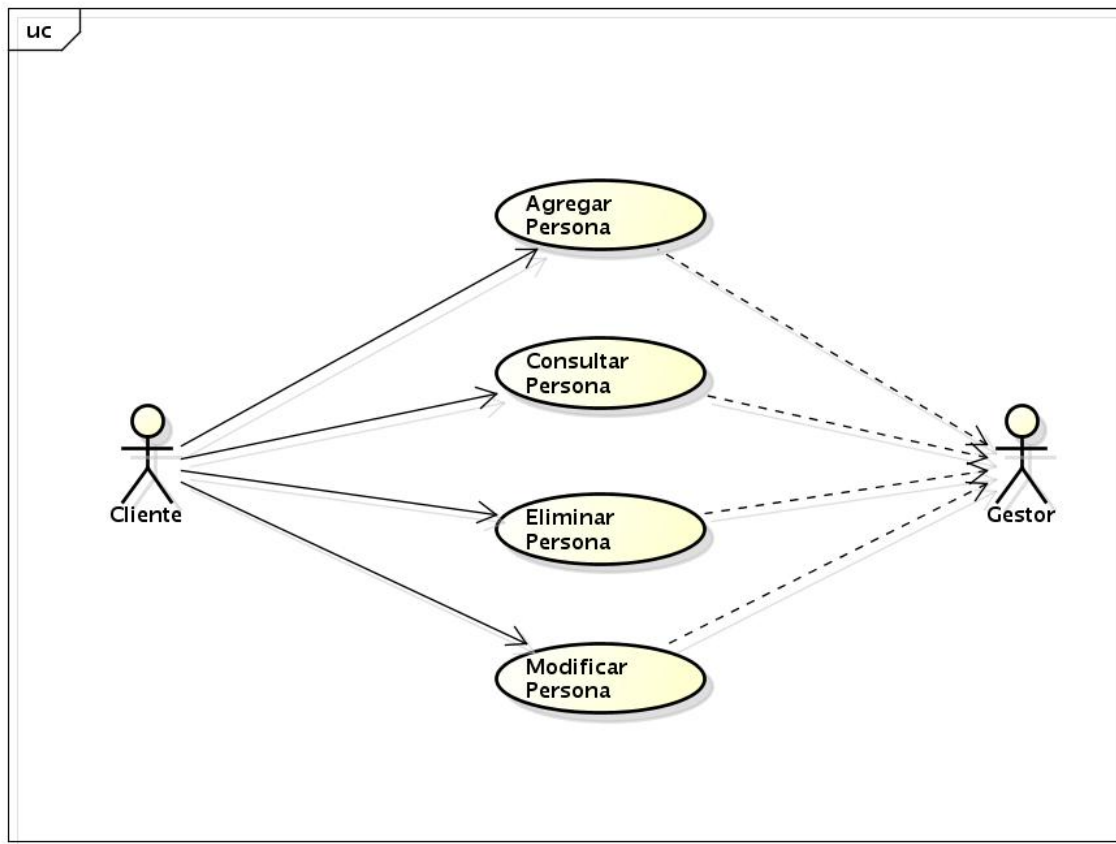 uc
Agregar
Persona
Consultar
Persona
Cliente
Gestor
Eliminar
Persona
Modificar
Persona